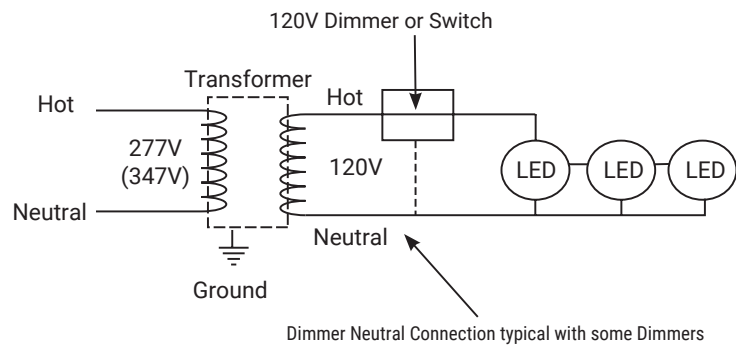 120V Dimmer or Switch
Transformer
Hot
Hot
277V
(347V)
120V
LED
LED
LED
Neutral
Neutral
Ground
Dimmer Neutral Connection typical with some Dimmers